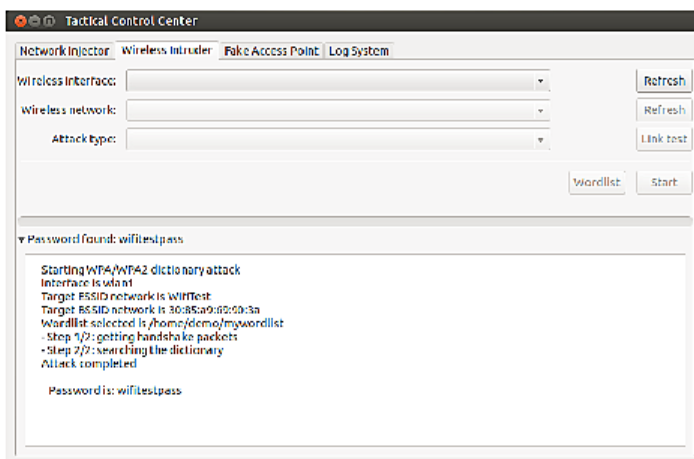 Tactical Control Center
Network Injector Wireless Intruder Fake Access Point Log System
Wireless interface: Refresh
Wireless network: Refresh
Attack type: Link test
Wordlist Start
Password found: wifitestpass
Starting WPA/WPA2 dictionary attack
Interface is wlan1
Target ESSID network is WifiTest
Target BSSID network is 30:85:a9:69:90:3a
Wordlist selected is /home/demo/mywordlist
- Step 1/2: getting handshake packets
- Step 2/2: searching the dictionary
Attack completed
Password is: wifitestpass